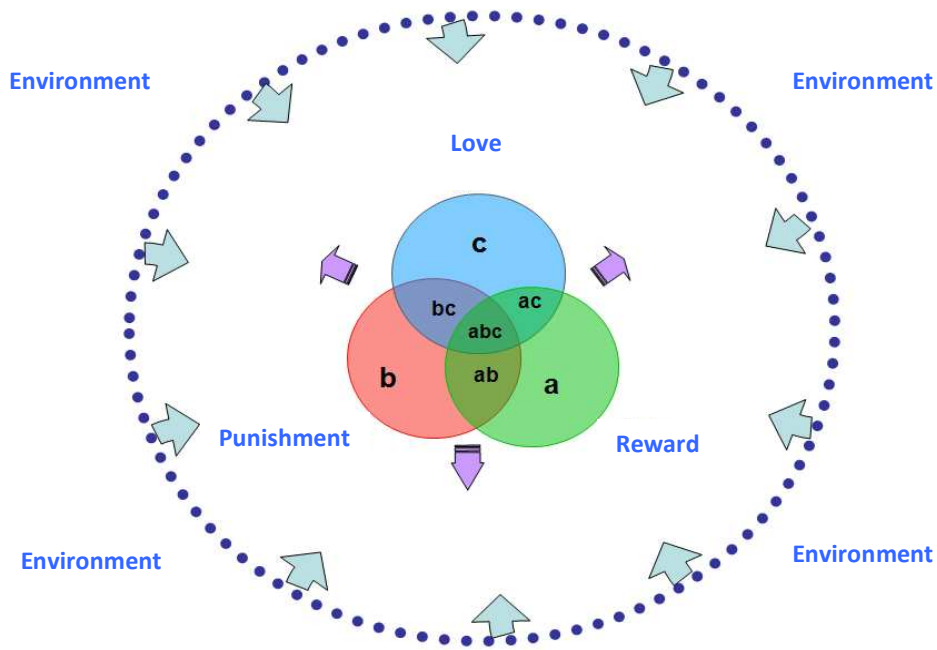 Environment
Environment
Love
c
bc
ac
abc
b
ab
a
Punishment
Reward
Environment
Environment